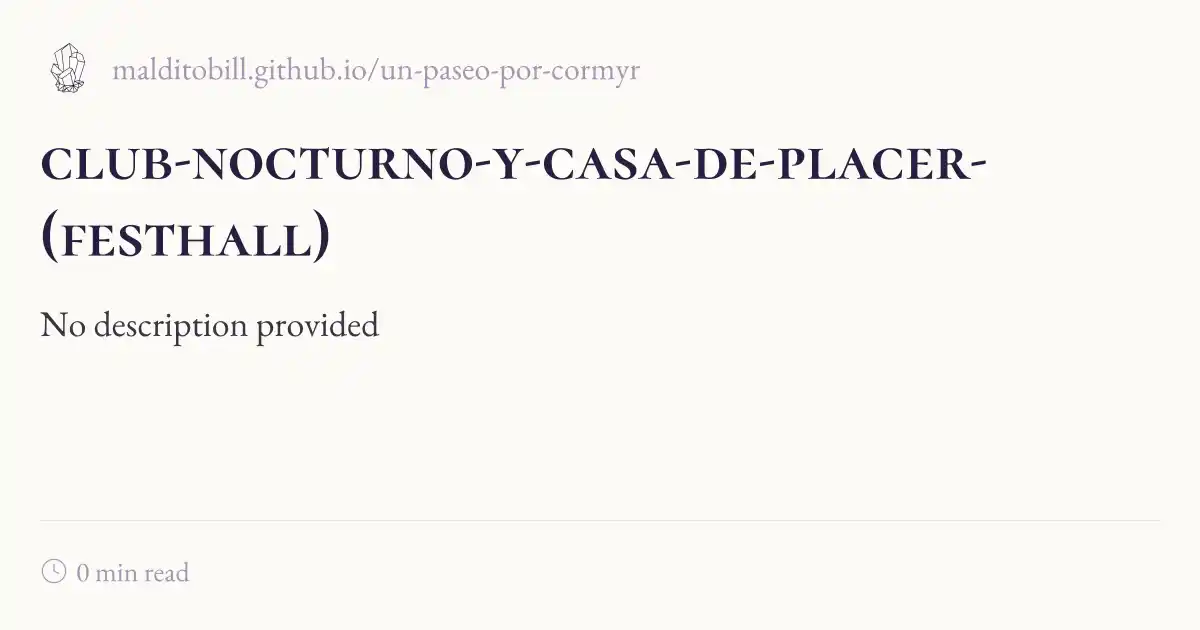 malditobill.github.io/un-paseo-por-cormyr
CLUB-NOCTURNO-Y-CASA-DE-PLACER-
(FESTHALL)
No description provided
0 min read